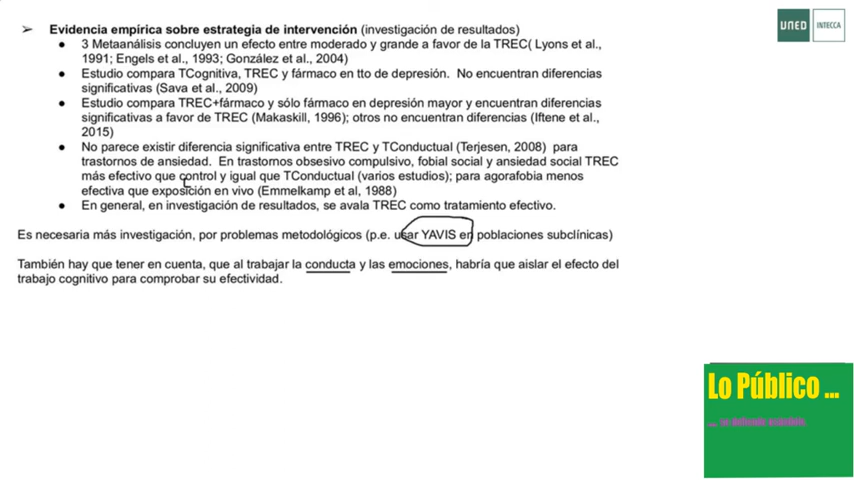 ➢ Evidencia empírica sobre estrategia de intervención (investigación de resultados)
● 3 Metaanálisis concluyen un efecto entre moderado y grande a favor de la TREC( Lyons et al.,
1991; Engels et al., 1993; González et al., 2004)
● Estudio compara TCognitiva, TREC y fármaco en tto de depresión. No encuentran diferencias
significativas (Sava et al., 2009)
● Estudio compara TREC+fármaco y sólo fármaco en depresión mayor y encuentran diferencias
significativas a favor de TREC (Makaskill, 1996); otros no encuentran diferencias (Iftene et al.,
2015)
● No parece existir diferencia significativa entre TREC y TConductual (Terjesen, 2008) para
trastornos de ansiedad. En trastornos obsesivo compulsivo, fobial social y ansiedad social TREC
más efectivo que control y igual que TConductual (varios estudios); para agorafobia menos
efectiva que exposición en vivo (Emmelkamp et al, 1988)
● En general, en investigación de resultados, se avala TREC como tratamiento efectivo.
Es necesaria más investigación, por problemas metodológicos (p.e. usar YAVIS en poblaciones subclínicas)
También hay que tener en cuenta, que al trabajar la conducta y las emociones, habría que aislar el efecto del
trabajo cognitivo para comprobar su efectividad.
UNED INTECCA
Lo Público ...